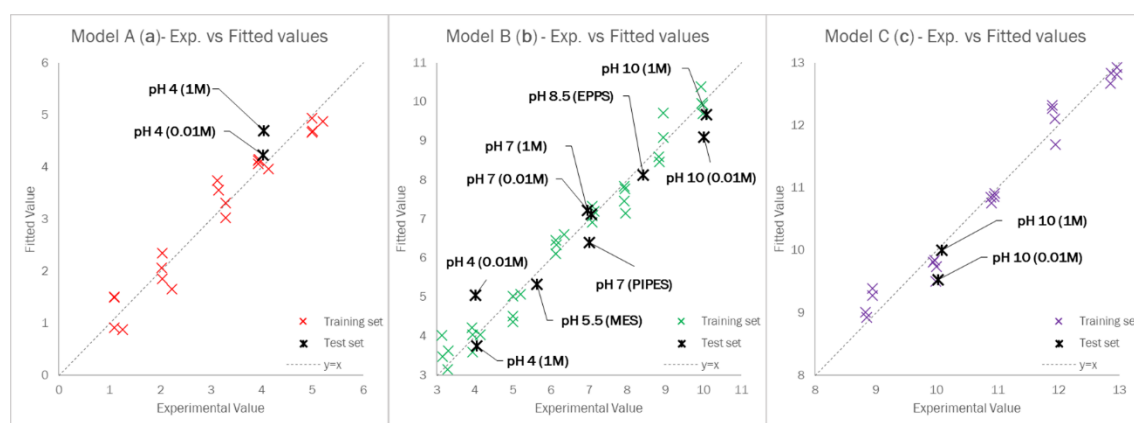 Model A (a)- Exp. vs Fitted values
6
5
4
3
2
1
0
0 1 2 3 4 5 6
Fitted Value
Experimental Value
pH 4 (1M)
pH 4 (0.01M)
Training set
Test set
y=x
Model B (b) - Exp. vs Fitted values
11
10
9
8
7
6
5
4
3
3 4 5 6 7 8 9 10 11
Fitted Value
Experimental Value
pH 10 (1M)
pH 8.5 (EPPS)
pH 7 (1M)
pH 7 (0.01M)
pH 10 (0.01M)
pH 4 (0.01M)
pH 7 (PIPES)
pH 5.5 (MES)
pH 4 (1M)
Training set
Test set
y=x
Model C (c) - Exp. vs Fitted values
13
12
11
10
9
8
8 9 10 11 12 13
Fitted Value
Experimental Value
pH 10 (1M)
pH 10 (0.01M)
Training set
Test set
y=x